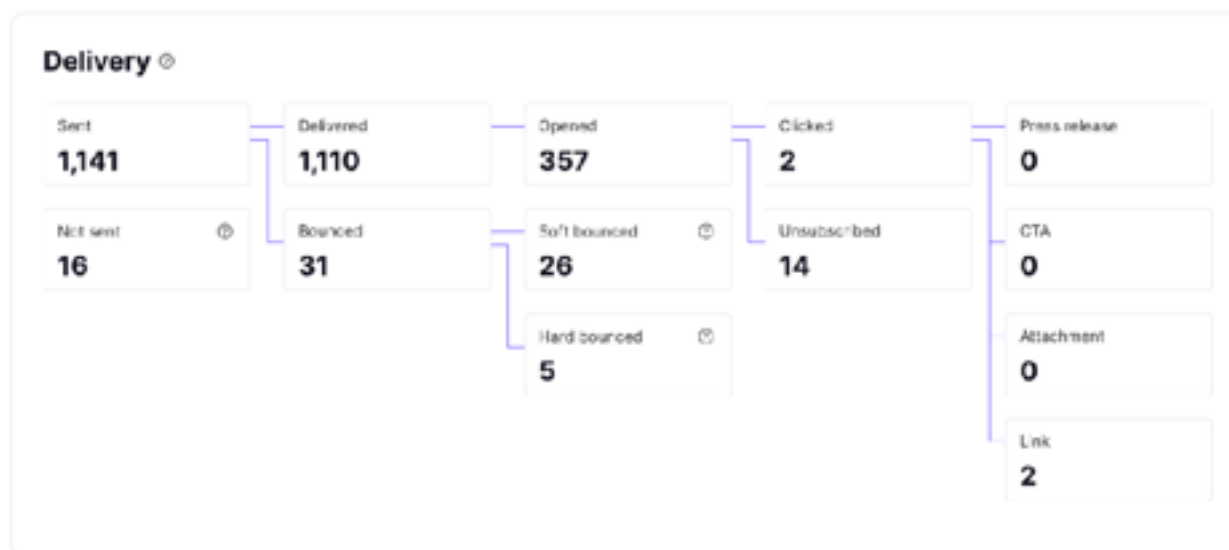 Delivery
Sent
1,141
Delivered
1,110
Opened
357
Clicked
2
Press release
0
Not sent
16
Bounced
31
Soft bounced
26
Unsubscribed
14
CTA
0
Hard bounced
5
Attachment
0
Link
2